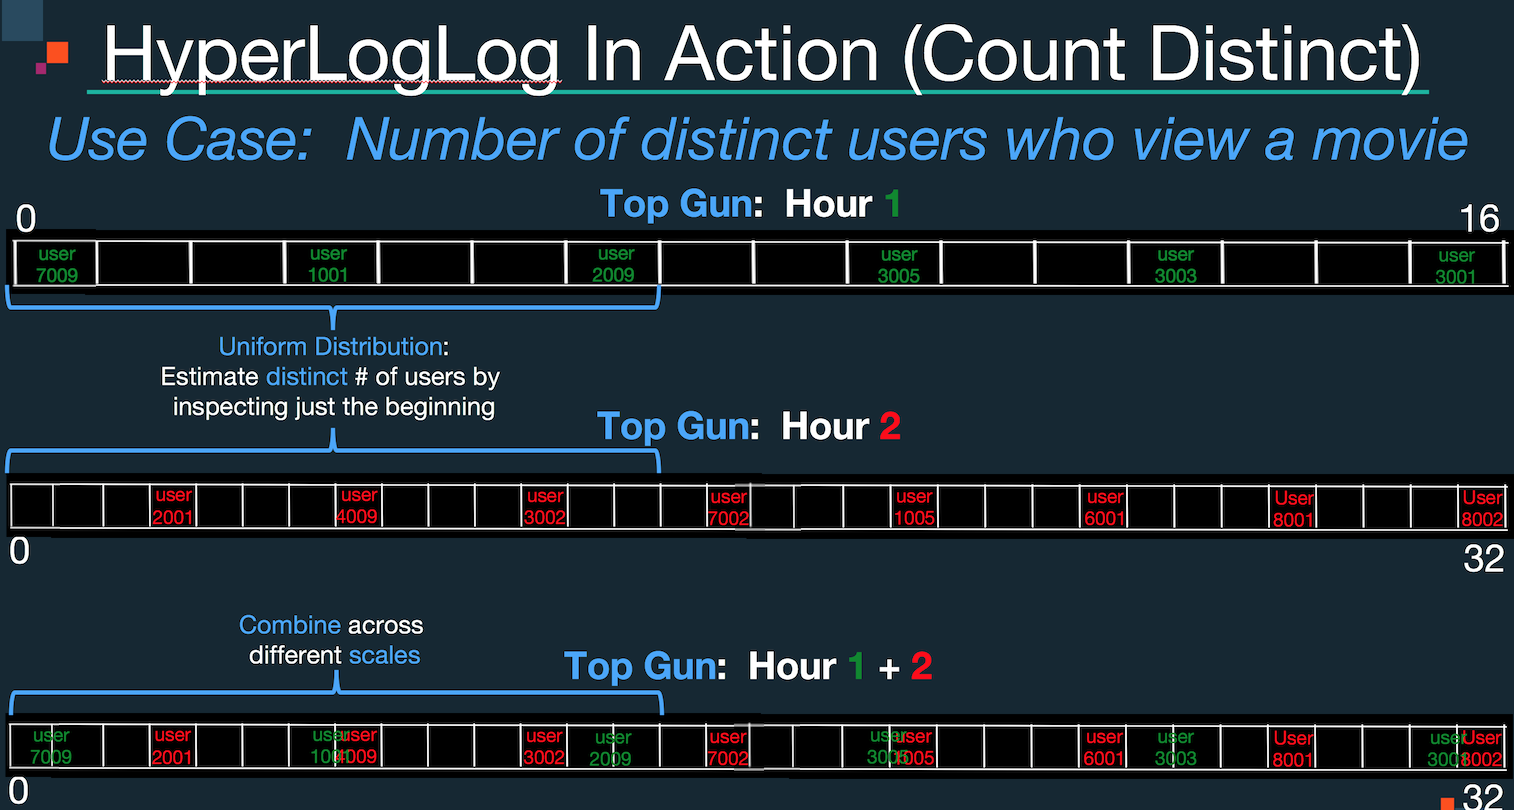 HyperLogLog In Action (Count Distinct)
Use Case: Number of distinct users who view a movie
Top Gun: Hour 1
0
16
user
7009
user
1001
user
2009
user
3005
user
3003
user
3001
Uniform Distribution:
Estimate distinct # of users by
inspecting just the beginning
Top Gun: Hour 2
user
2001
user
4009
user
3002
user
7002
user
1005
user
6001
User
8001
User
8002
0
32
Combine across
different scales
Top Gun: Hour 1 + 2
user
7009
user
2001
user
1001
user
4009
user
3002
user
2009
user
7002
user
3005
user
1005
user
6001
user
3003
User
8001
user
3001
User
8002
0
32